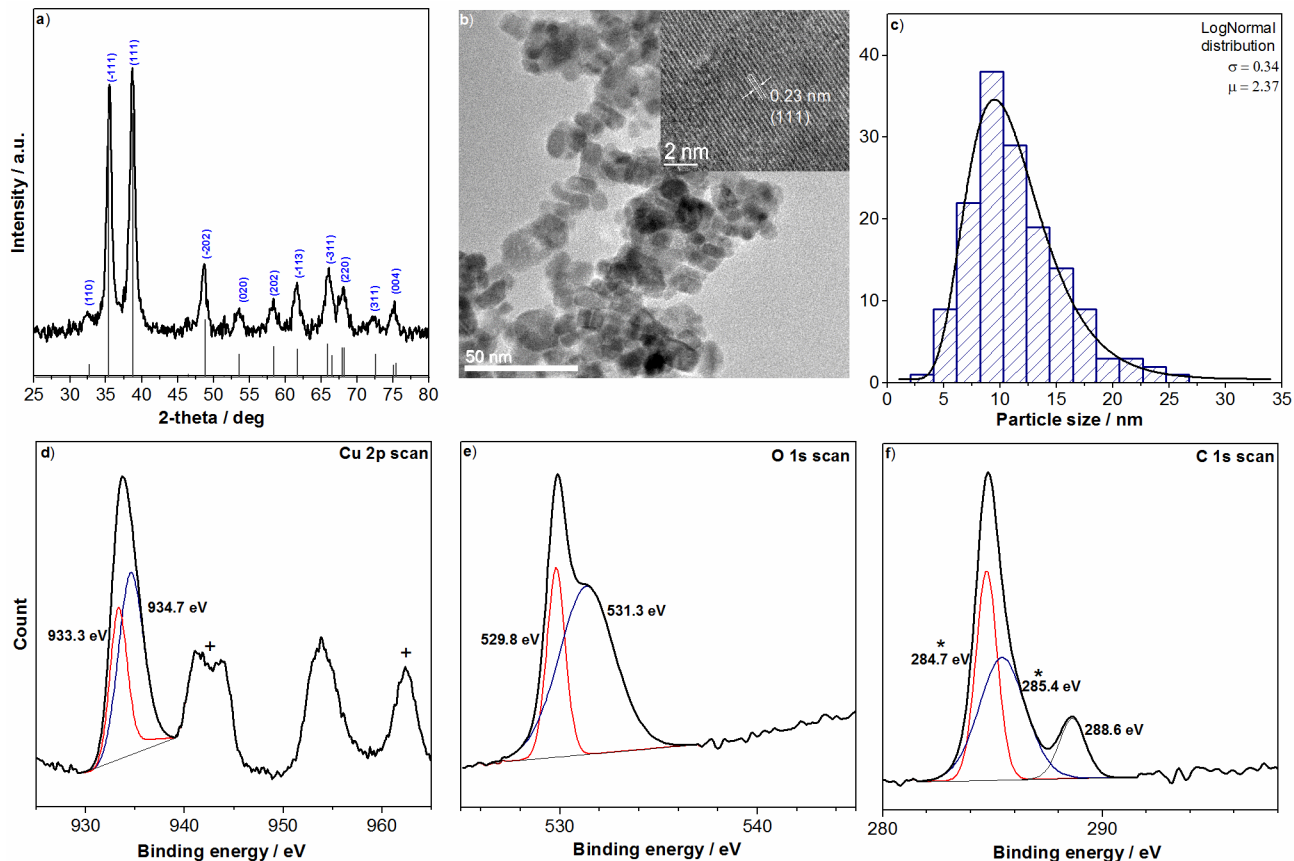 a)
Intensity / a.u.
(110)
(-111)
(111)
(-202)
(020)
(202)
(-113)
(-311)
(220)
(311)
(004)
25 30 35 40 45 50 55 60 65 70 75 80
2-theta / deg
b)
0.23 nm
(111)
2 nm
50 nm
c)
LogNormal
distribution
σ = 0.34
μ = 2.37
40
30
20
10
0
0 5 10 15 20 25 30 35
Particle size / nm
d)
Cu 2p scan
Count
933.3 eV
934.7 eV
+
+
930 940 950 960
Binding energy / eV
e)
O 1s scan
529.8 eV
531.3 eV
530 540
Binding energy / eV
f)
C 1s scan
*
284.7 eV
*
285.4 eV
288.6 eV
280 290
Binding energy / eV